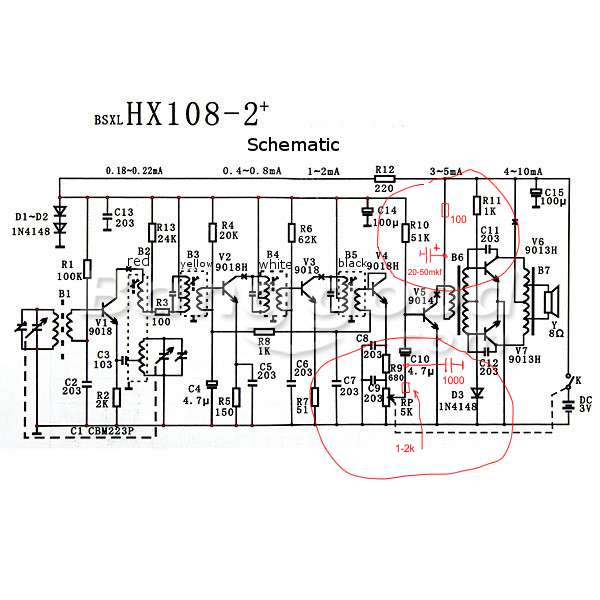 BSXL HX108-2+
Schematic
0.18~0.22mA 0.4~0.8mA 1~2mA R12 3~5mA 4~10mA
220
C15
100μ
D1~D2
1N4148
C13
203
R13
24K
R4
20K
R6
62K
C14
100μ
R10
51K
100
R11
1K
C11
203
V6
9013H
20-50mkf
R1
100K
B2
red
B3
yellow
V2
9018H
B4
white
V3
9018
B5
black
V4
9018H
B6
B7
B1
V1
9018
R3
100
V5
9014
Y
8Ω
R8
1K
C8
203
C12
203
V7
9013H
C3
103
C2
203
R2
2K
C4
4.7μ
R5
150
C5
203
C6
203
R7
51
C7
203
C9
203
R9
680
C10
4.7μ
1000
RP
5K
D3
1N4148
K
DC
3V
1-2k
C1 CBM223P